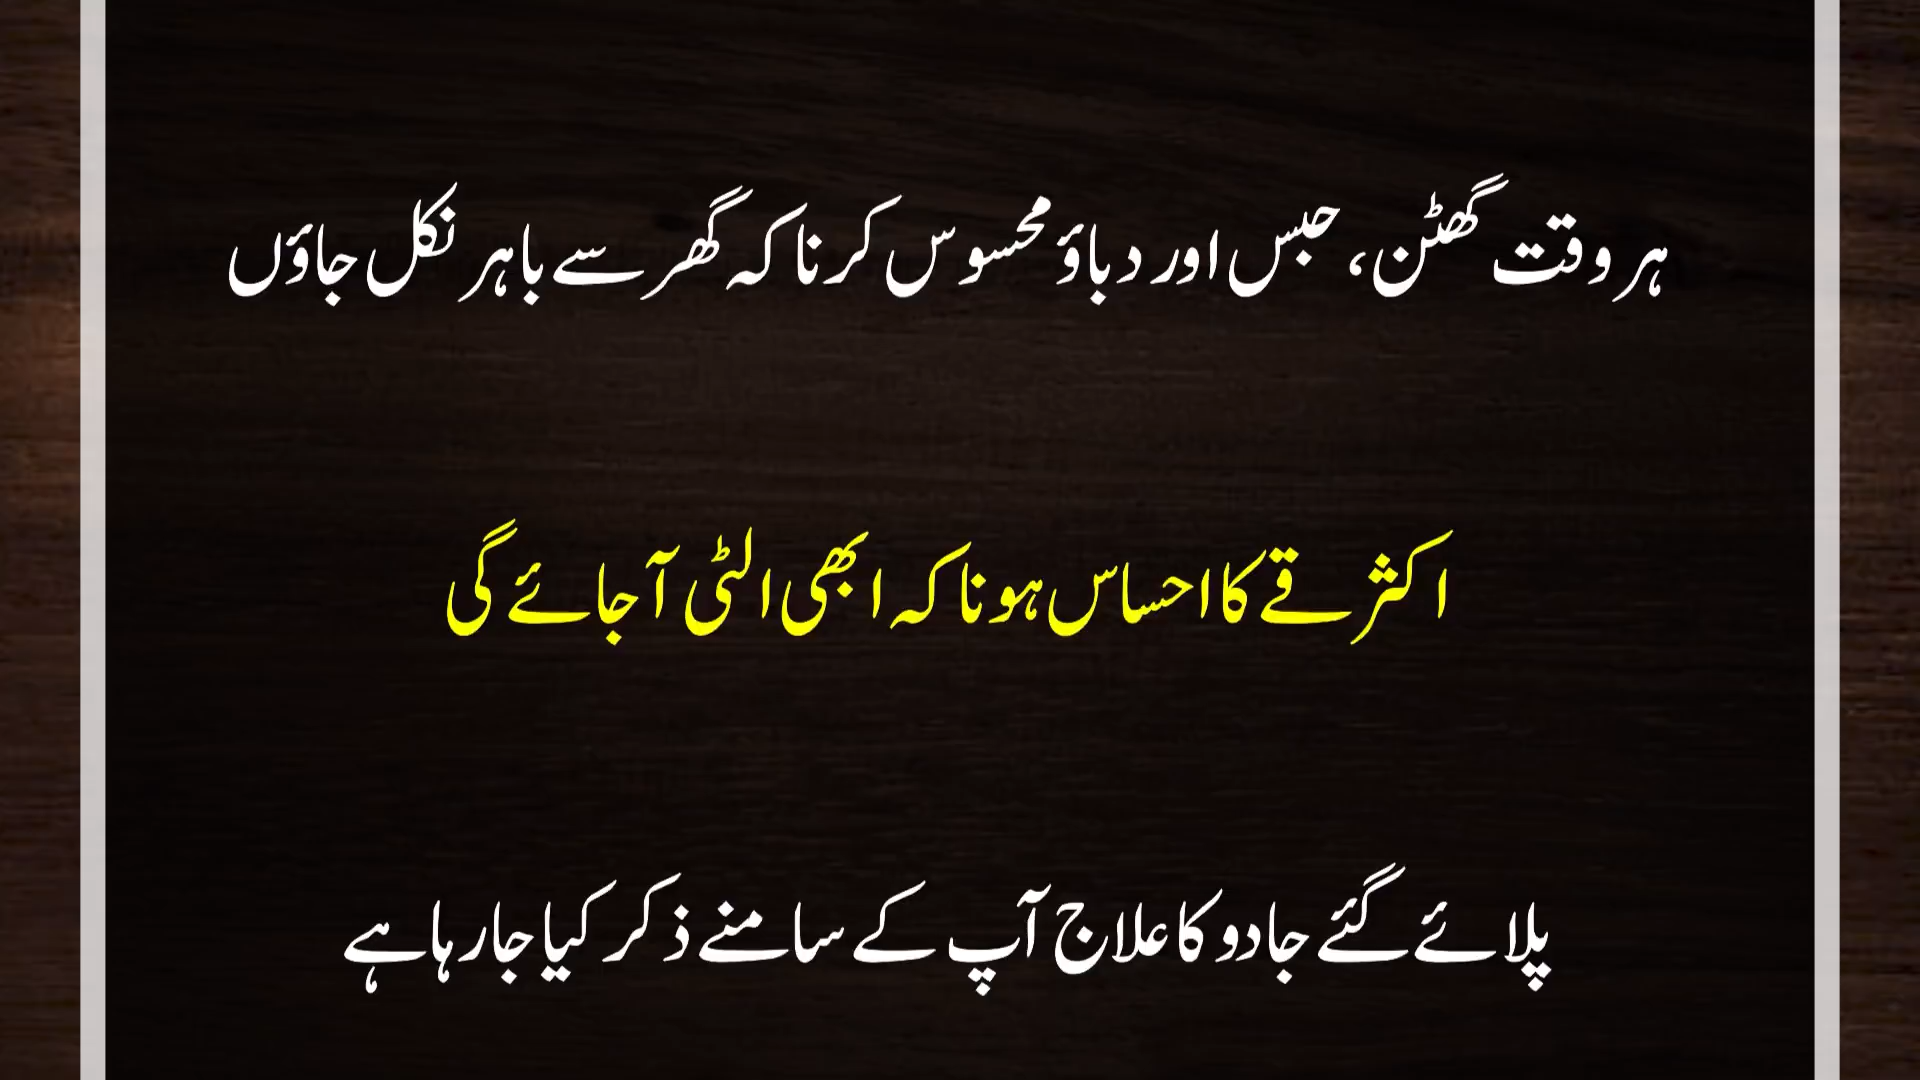 ہر وقت گھٹن، حبس اور دباؤ محسوس کرنا کہ گھر سے باہر نکل جاؤں
اکثر قے کا احساس ہونا کہ ابھی الٹی آ جائے گی
پلائے گئے جادو کا علاج آپ کے سامنے ذکر کیا جا رہا ہے